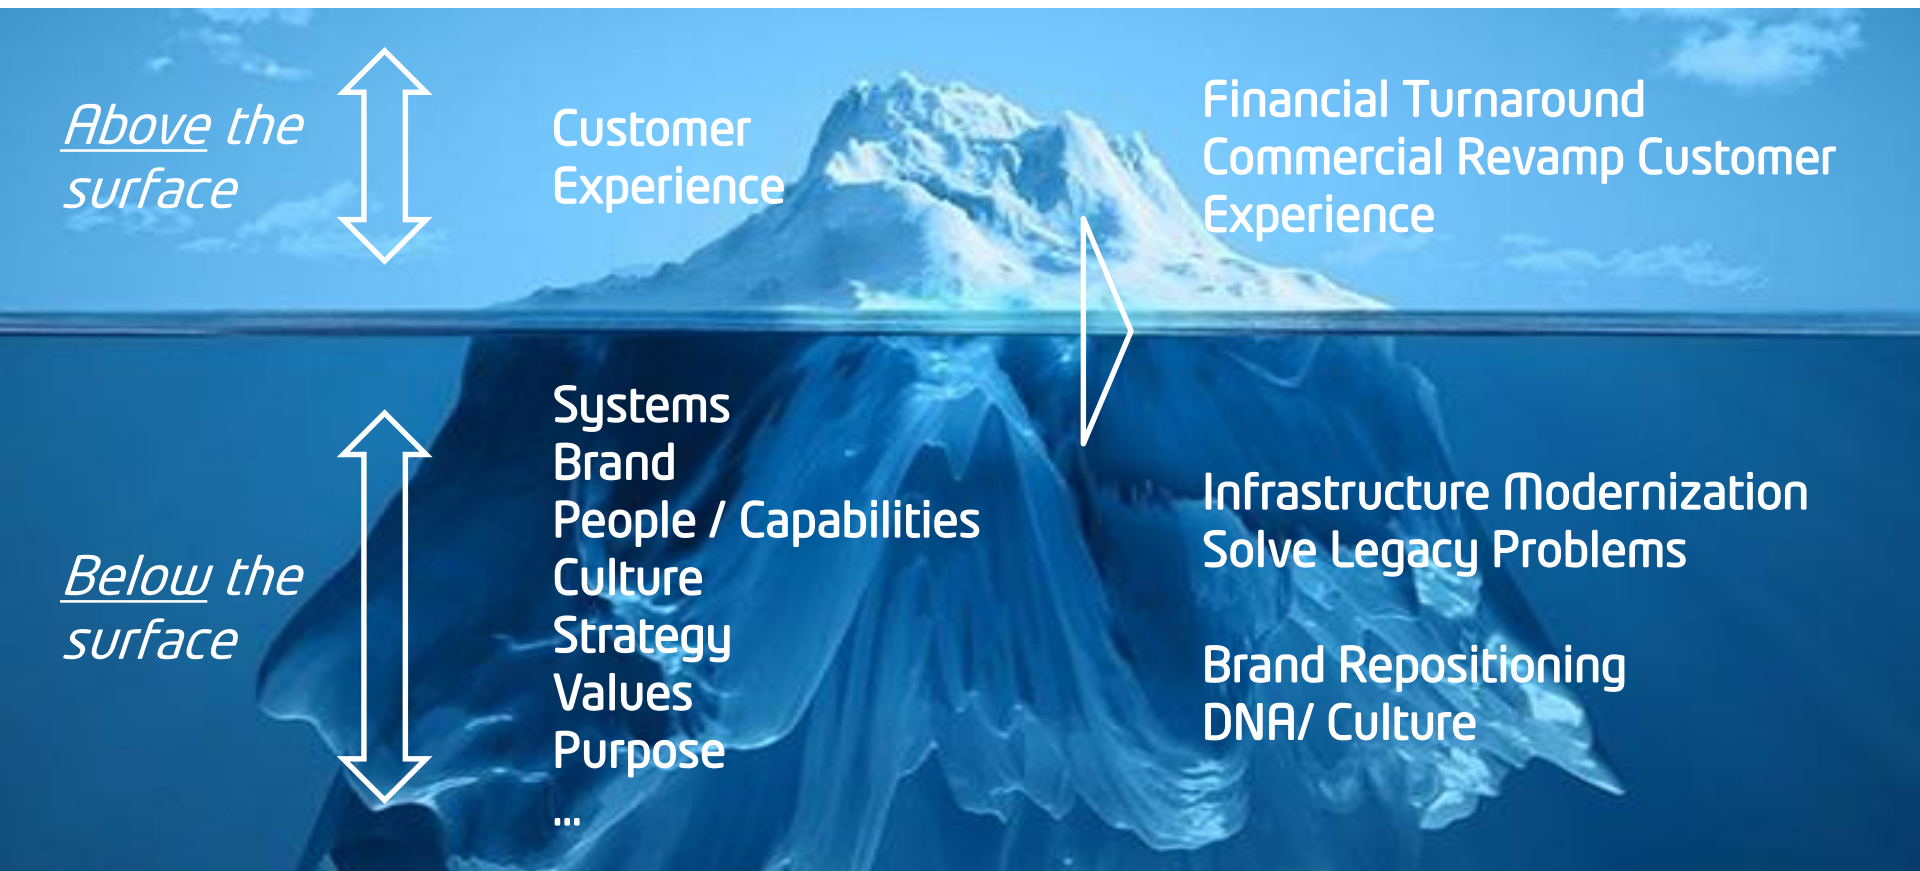 Above the
surface
Customer
Experience
Financial Turnaround
Commercial Revamp Customer
Experience
Below the
surface
Systems
Brand
People / Capabilities
Culture
Strategy
Values
Purpose
...
Infrastructure Modernization
Solve Legacy Problems
Brand Repositioning
DNA/ Culture